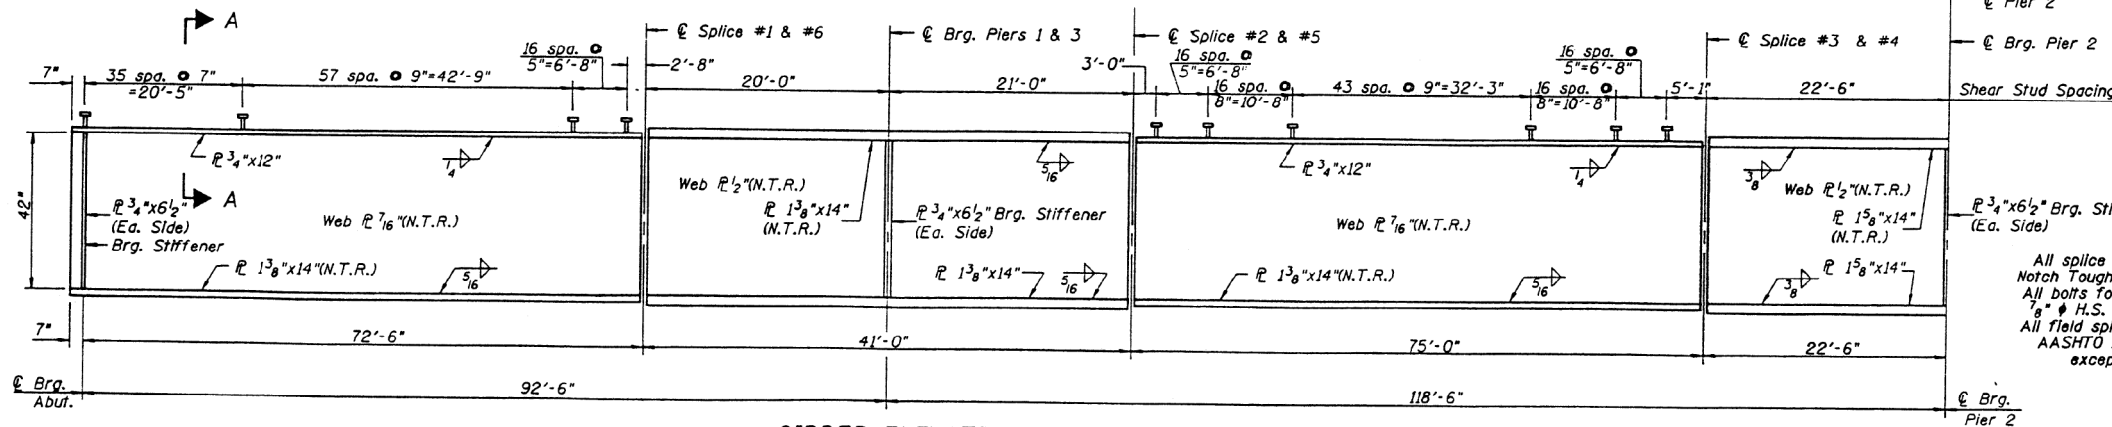 ℄ Pier 2
A
℄ Splice #1 & #6
℄ Brg. Piers 1 & 3
℄ Splice #2 & #5
℄ Splice #3 & #4
℄ Brg. Pier 2
7"
35 spa. @ 7"
=20'-5"
57 spa. @ 9"=42'-9"
16 spa. @
5"=6'-8"
2'-8"
20'-0"
21'-0"
3'-0"
16 spa. @
5"=6'-8"
16 spa.
8"=10'-8"
43 spa. @ 9"=32'-3"
16 spa. @
8"=10'-8"
16 spa. @
5"=6'-8"
5'-1"
22'-6"
Shear Stud Spacing
42"
℄ 3/4"x12"
1/4
A
℄ 3/4"x6 1/2"
(Ea. Side)
Brg. Stiffener
Web ℄ 7/16"(N.T.R.)
℄ 1 3/8"x14"(N.T.R.)
5/16
Web ℄ 1/2"(N.T.R.)
℄ 1 3/8"x14"
(N.T.R.)
5/16
℄ 3/4"x6 1/2" Brg. Stiffener
(Ea. Side)
℄ 1 3/8"x14"
5/16
℄ 3/4"x12"
1/4
Web ℄ 7/16"(N.T.R.)
℄ 1 3/8"x14"(N.T.R.)
5/16
3/8
Web ℄ 1/2"(N.T.R.)
℄ 1 5/8"x14"
(N.T.R.)
3/8
℄ 1 5/8"x14"
℄ 3/4"x6 1/2" Brg.
(Ea. Side)
All splice
Notch
All bolts
7/8" ϕ H.S.
All field
AASHTO
7"
72'-6"
41'-0"
75'-0"
22'-6"
℄ Brg.
Abut.
92'-6"
118'-6"
℄ Brg.
Pier 2